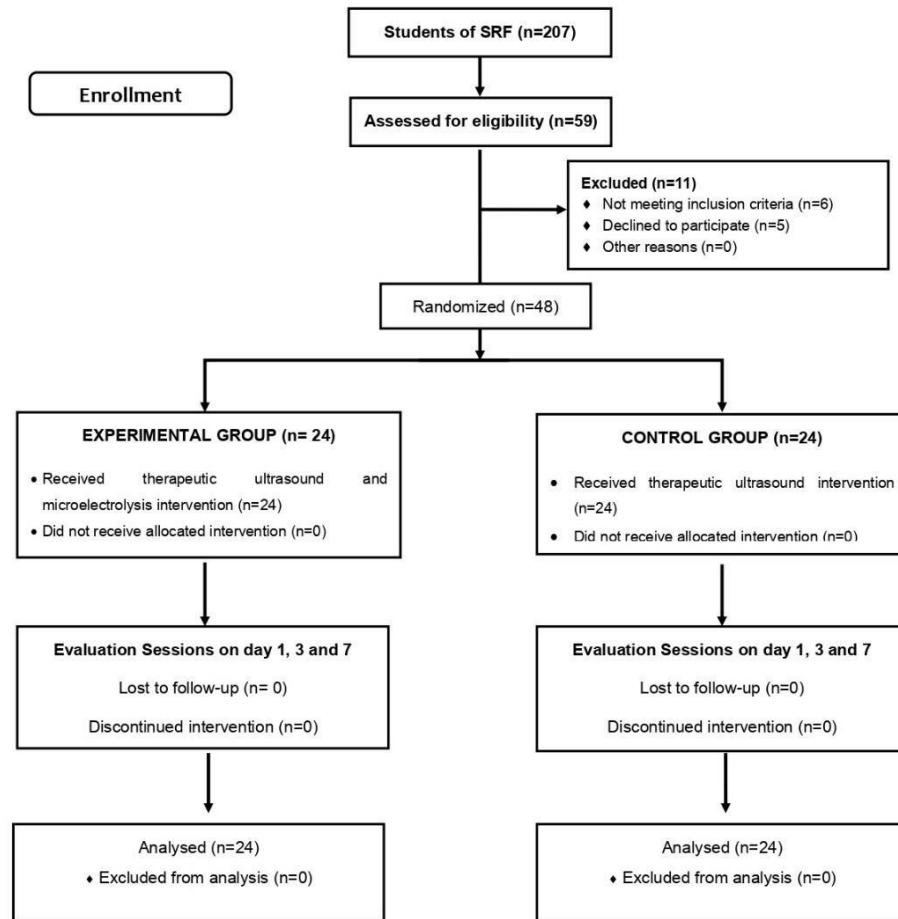 Students of SRF (n=207)
Enrollment
Assessed for eligibility (n=59)
Excluded (n=11)
♦ Not meeting inclusion criteria (n=6)
♦ Declined to participate (n=5)
♦ Other reasons (n=0)
Randomized (n=48)
EXPERIMENTAL GROUP (n= 24)
• Received therapeutic ultrasound and
microelectrolysis intervention (n=24)
• Did not receive allocated intervention (n=0)
CONTROL GROUP (n=24)
• Received therapeutic ultrasound intervention
(n=24)
• Did not receive allocated intervention (n=0)
Evaluation Sessions on day 1, 3 and 7
Lost to follow-up (n= 0)
Discontinued intervention (n=0)
Evaluation Sessions on day 1, 3 and 7
Lost to follow-up (n=0)
Discontinued intervention (n=0)
Analysed (n=24)
♦ Excluded from analysis (n=0)
Analysed (n=24)
♦ Excluded from analysis (n=0)